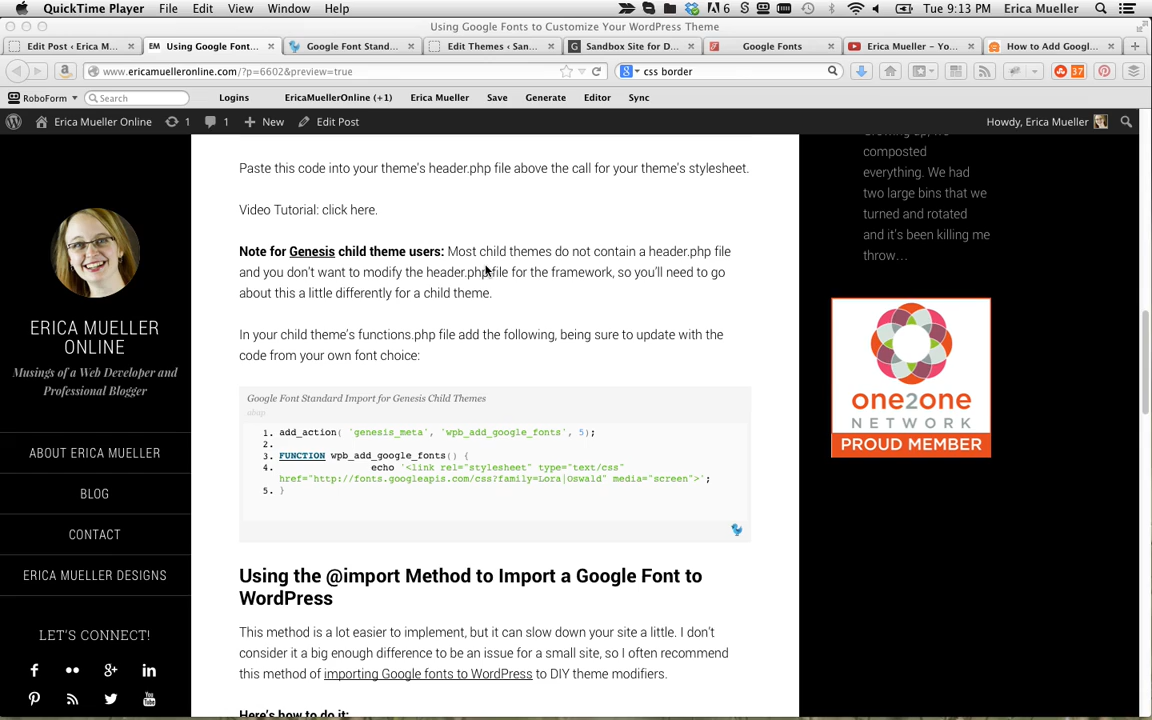 QuickTime Player File Edit View Window Help
6 Tue 9:13 PM Erica Mueller
Using Google Fonts to Customize Your WordPress Theme
Edit Post ‹ Erica M...
EM Using Google Font...
Google Font Stand...
Edit Themes ‹ San...
Sandbox Site for D...
Google Fonts
Erica Mueller – Yo...
How to Add Googl...
www.ericamuelleronline.com/?p=6602&preview=true
css border
37
RoboForm Search Logins EricaMuellerOnline (+1) Erica Mueller Save Generate Editor Sync
Erica Mueller Online 1 1 New Edit Post Howdy, Erica Mueller
ERICA MUELLER
ONLINE
Musings of a Web Developer and
Professional Blogger
ABOUT ERICA MUELLER
BLOG
CONTACT
ERICA MUELLER DESIGNS
LET'S CONNECT!
Paste this code into your theme's header.php file above the call for your theme's stylesheet.
Video Tutorial: click here.
Note for Genesis child theme users: Most child themes do not contain a header.php file
and you don't want to modify the header.php file for the framework, so you'll need to go
about this a little differently for a child theme.
In your child theme's functions.php file add the following, being sure to update with the
code from your own font choice:
Google Font Standard Import for Genesis Child Themes
abap
1. add_action( 'genesis_meta', 'wpb_add_google_fonts', 5);
2.
3. FUNCTION wpb_add_google_fonts() {
4. echo '<link rel="stylesheet" type="text/css"
href="http://fonts.googleapis.com/css?family=Lora|Oswald" media="screen">';
5. }
Using the @import Method to Import a Google Font to
WordPress
This method is a lot easier to implement, but it can slow down your site a little. I don't
consider it a big enough difference to be an issue for a small site, so I often recommend
this method of importing Google fonts to WordPress to DIY theme modifiers.
Here's how to do it:
composted
everything. We had
two large bins that we
turned and rotated
and it's been killing me
throw…
one2one
NETWORK
PROUD MEMBER